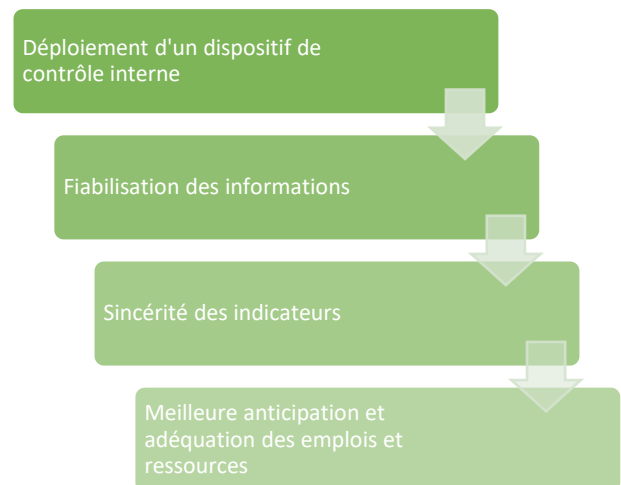 Déploiement d'un dispositif de
contrôle interne
Fiabilisation des informations
Sincérité des indicateurs
Meilleure anticipation et
adéquation des emplois et
ressources